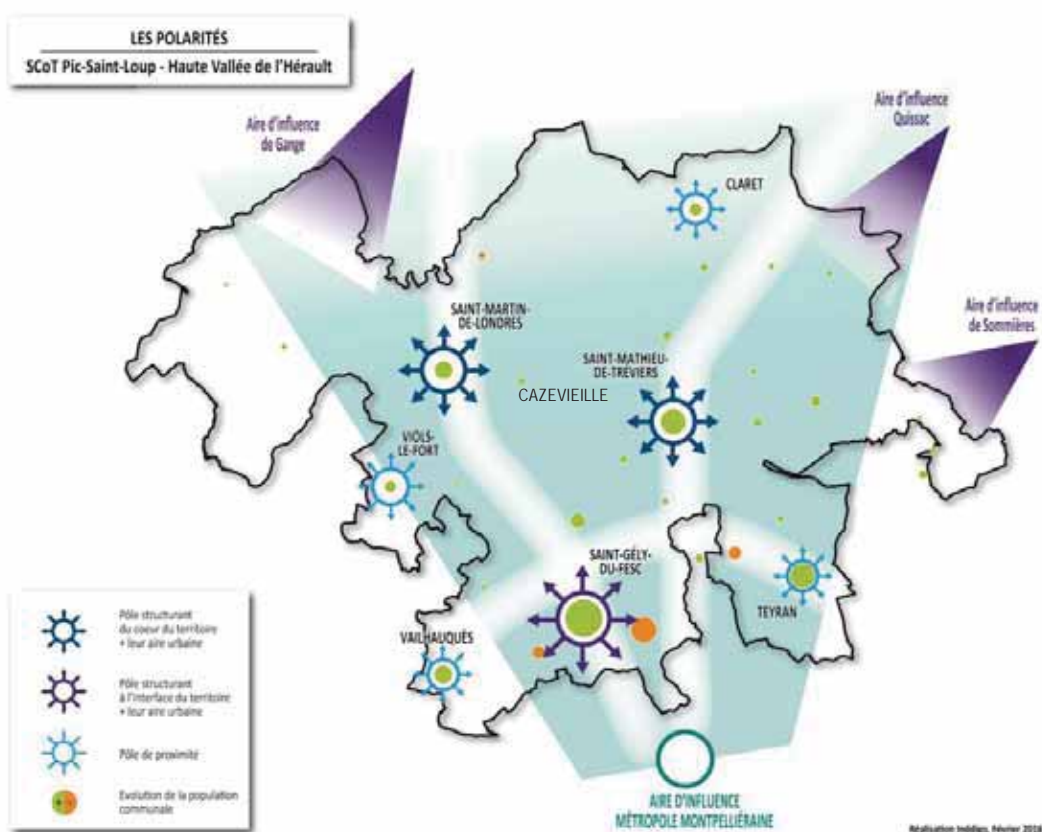 LES POLARITÉS
SCoT Pic-Saint-Loup - Haute Vallée de l'Hérault
Aire d'influence
de Gange
Aire d'influence
Quissac
CLARET
SAINT-MARTIN-
DE-LONDRES
Aire d'influence
de Sommières
SAINT-MATHIEU-
DE-TRÉVIERS
CAZEVIEILLE
VIOLS-
LE-FORT
SAINT-GÉLY-
DU-FESC
TEYRAN
VAILHAUQUÈS
Pôle structurant
du coeur du territoire
+ leur aire urbaine
Pôle structurant
à l'interface du territoire
+ leur aire urbaine
Pôle de proximité
+ -
Evolution de la population
communale
AIRE D'INFLUENCE
MÉTROPOLE MONTPELLIÉRAINE
Réalisation Février